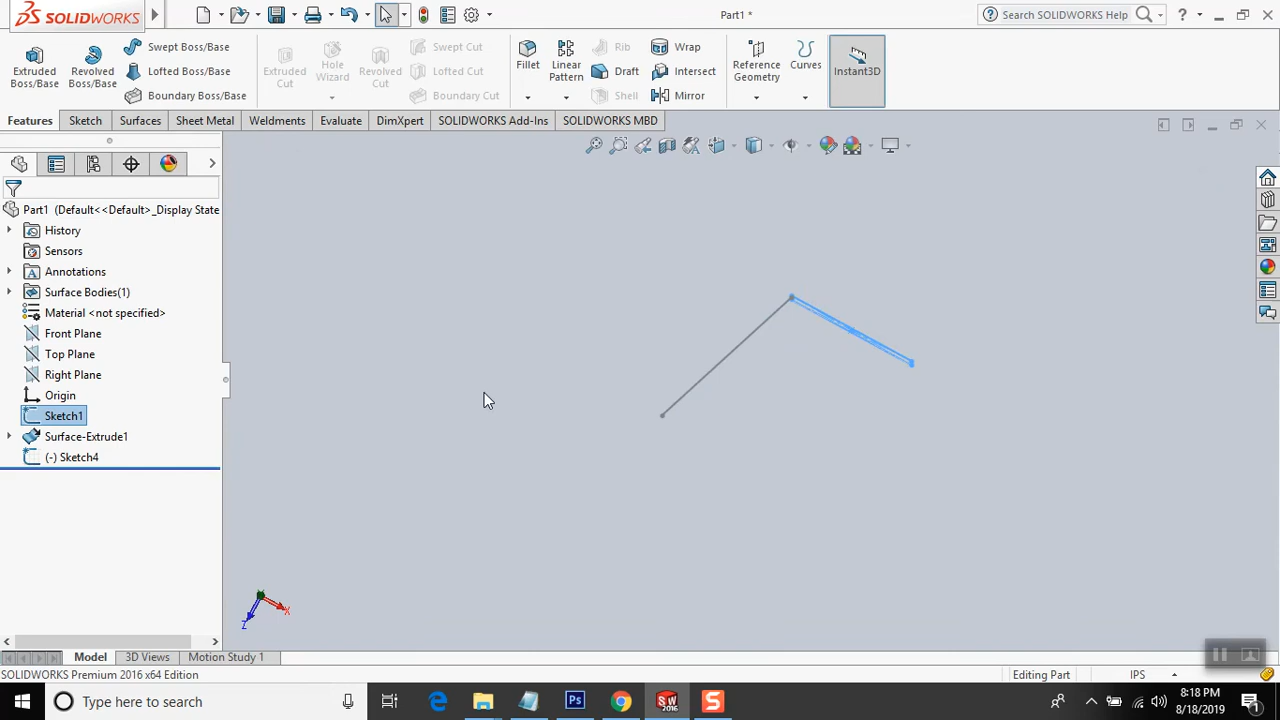 SOLIDWORKS
Part1 *
Search SOLIDWORKS Help
?
Extruded Boss/Base
Revolved Boss/Base
Swept Boss/Base
Lofted Boss/Base
Boundary Boss/Base
Extruded Cut
Hole Wizard
Revolved Cut
Swept Cut
Lofted Cut
Boundary Cut
Fillet
Linear Pattern
Rib
Draft
Shell
Wrap
Intersect
Mirror
Reference Geometry
Curves
Instant3D
Features
Sketch
Surfaces
Sheet Metal
Weldments
Evaluate
DimXpert
SOLIDWORKS Add-Ins
SOLIDWORKS MBD
Part1 (Default<<Default>_Display State
History
Sensors
Annotations
Surface Bodies(1)
Material <not specified>
Front Plane
Top Plane
Right Plane
Origin
Sketch1
Surface-Extrude1
(-) Sketch4
X
Z
Model
3D Views
Motion Study 1
SOLIDWORKS Premium 2016 x64 Edition
Editing Part
IPS
Type here to search
Ps
SW
2016
S
8:18 PM
8/18/2019
1